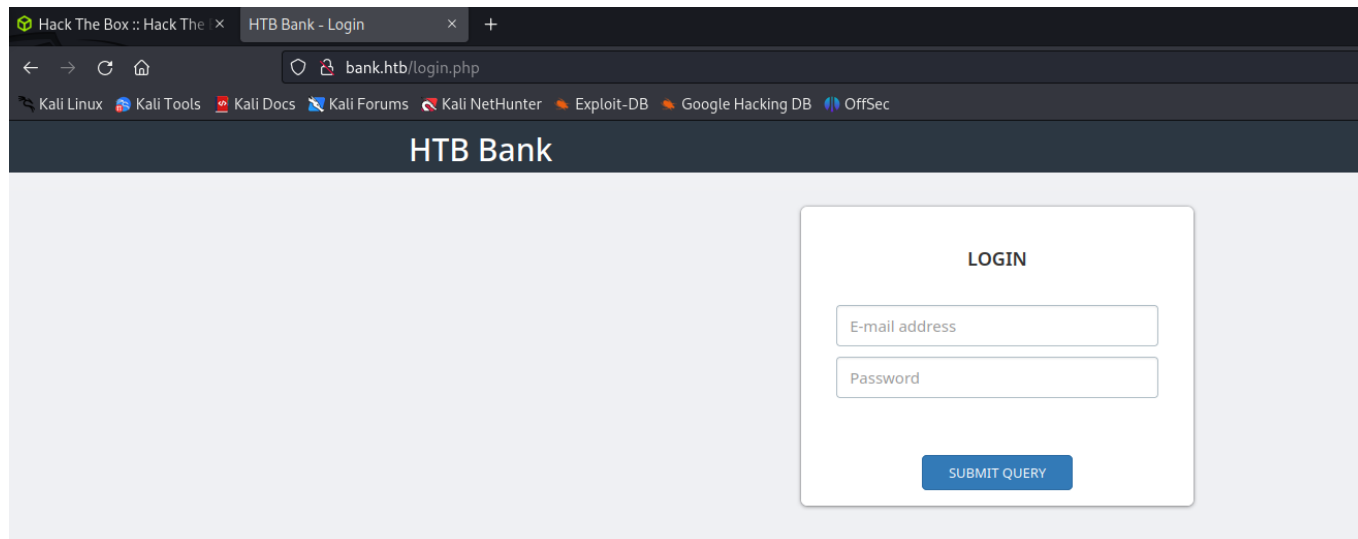 Hack The Box :: Hack The
HTB Bank - Login
bank.htb/login.php
Kali Linux Kali Tools Kali Docs Kali Forums Kali NetHunter Exploit-DB Google Hacking DB OffSec
HTB Bank
LOGIN
E-mail address
Password
SUBMIT QUERY